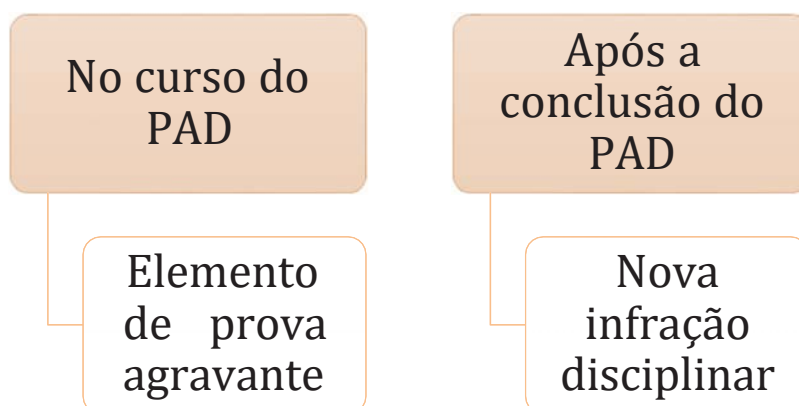 No curso do
PAD
Elemento
de prova
agravante
Após a
conclusão do
PAD
Nova
infração
disciplinar